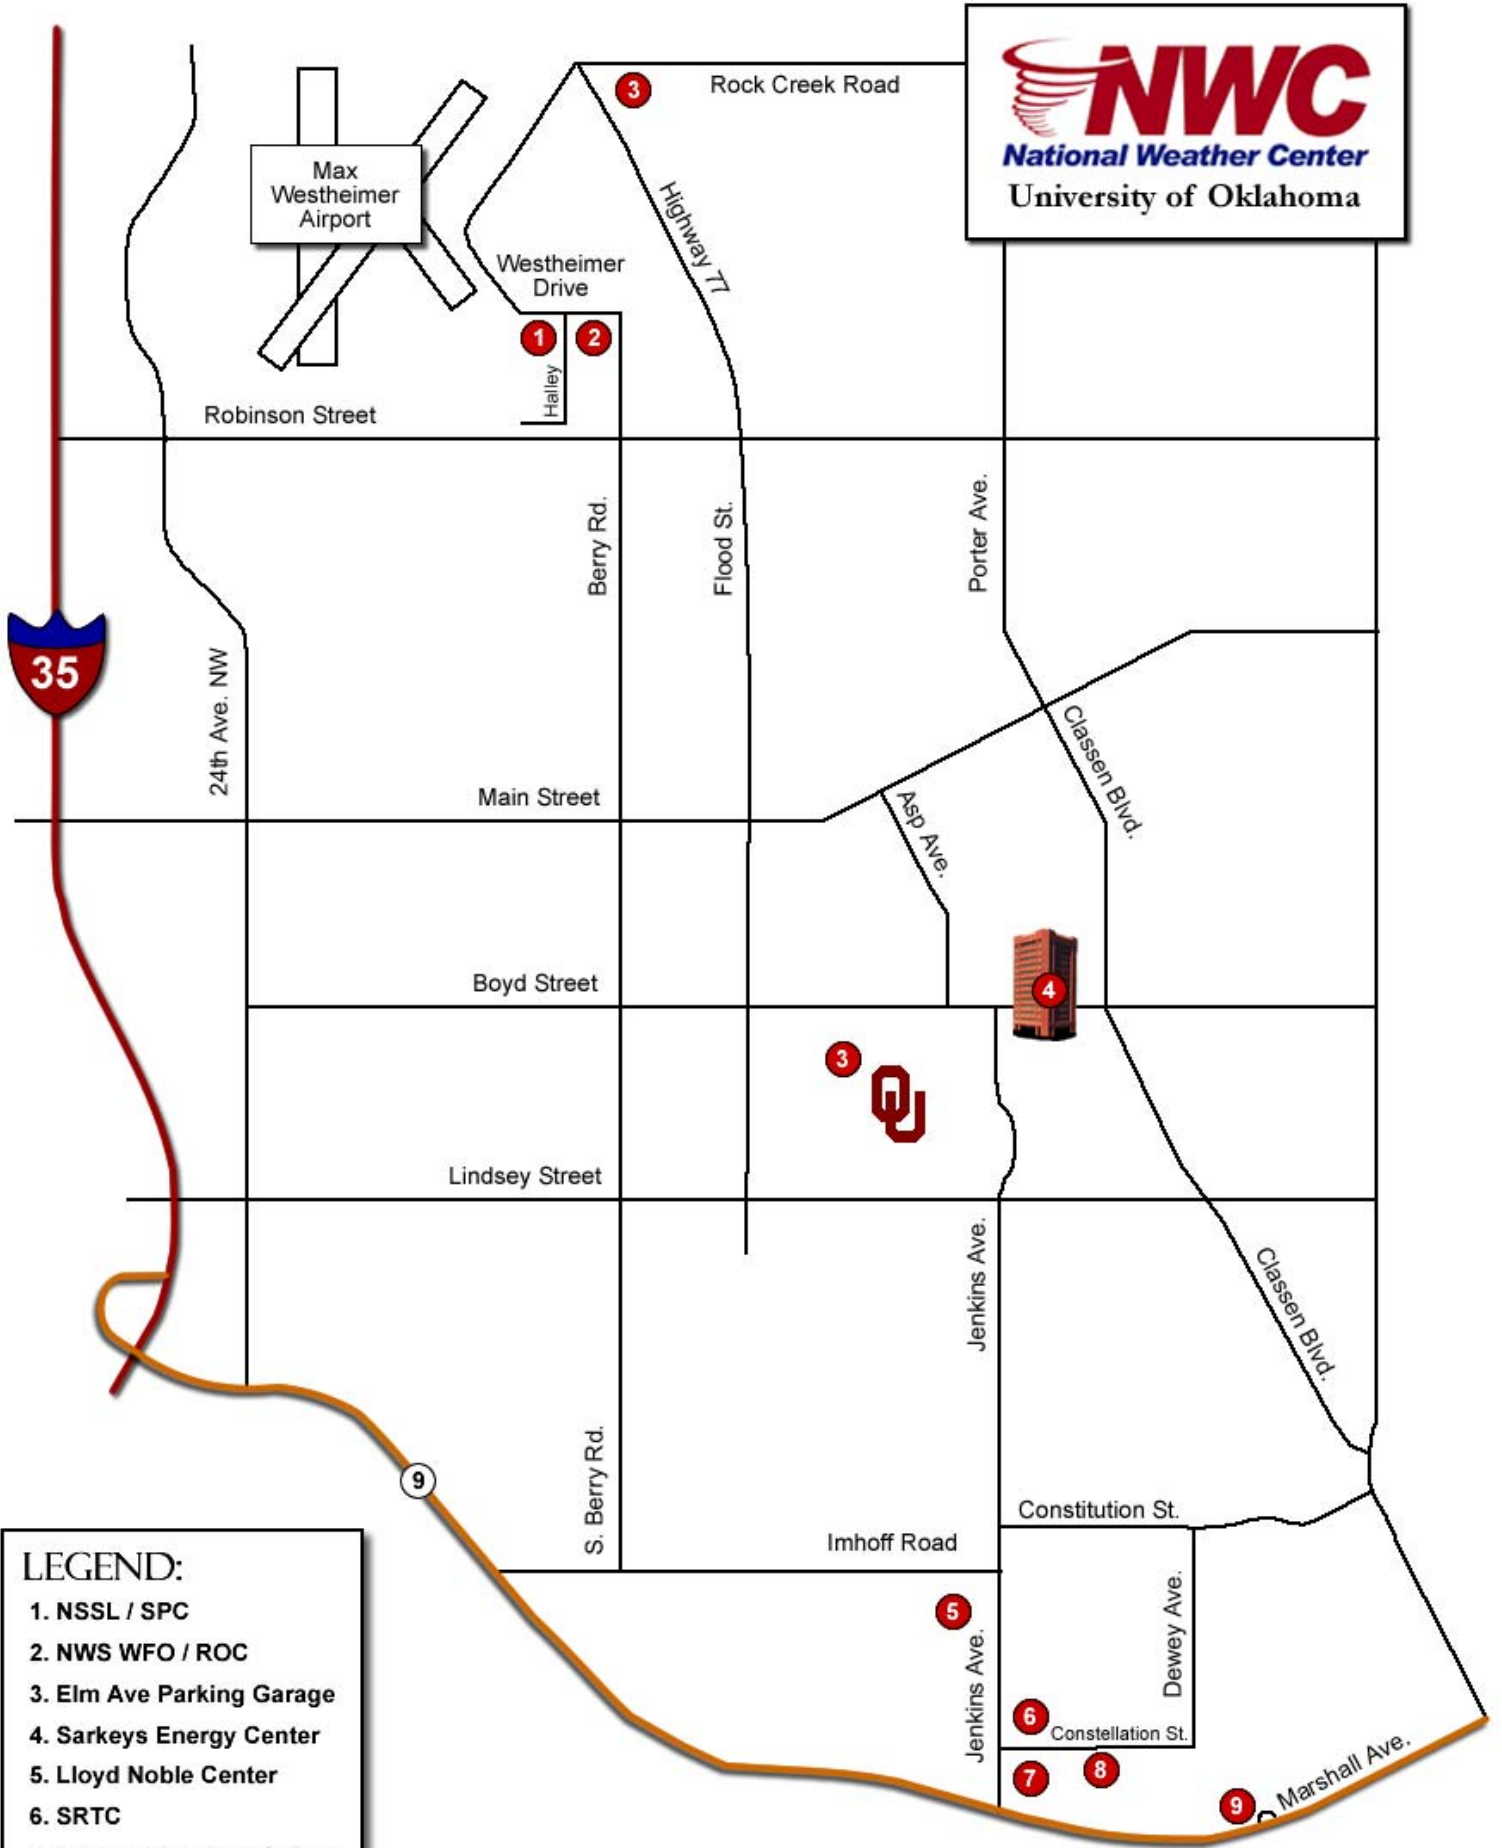 NWC
National Weather Center
University of Oklahoma
3
Rock Creek Road
Max
Westheimer
Airport
Highway 77
Westheimer
Drive
1
2
Halley
Robinson Street
Berry Rd.
Flood St.
Porter Ave.
35
24th Ave. NW
Classen Blvd.
Main Street
Asp Ave.
4
Boyd Street
3
OU
Lindsey Street
Jenkins Ave.
Classen Blvd.
S. Berry Rd.
9
Constitution St.
Imhoff Road
5
Jenkins Ave.
Dewey Ave.
6
Constellation St.
7
8
9
Marshall Ave.
LEGEND:
1. NSSL / SPC
2. NWS WFO / ROC
3. Elm Ave Parking Garage
4. Sarkeys Energy Center
5. Lloyd Noble Center
6. SRTC